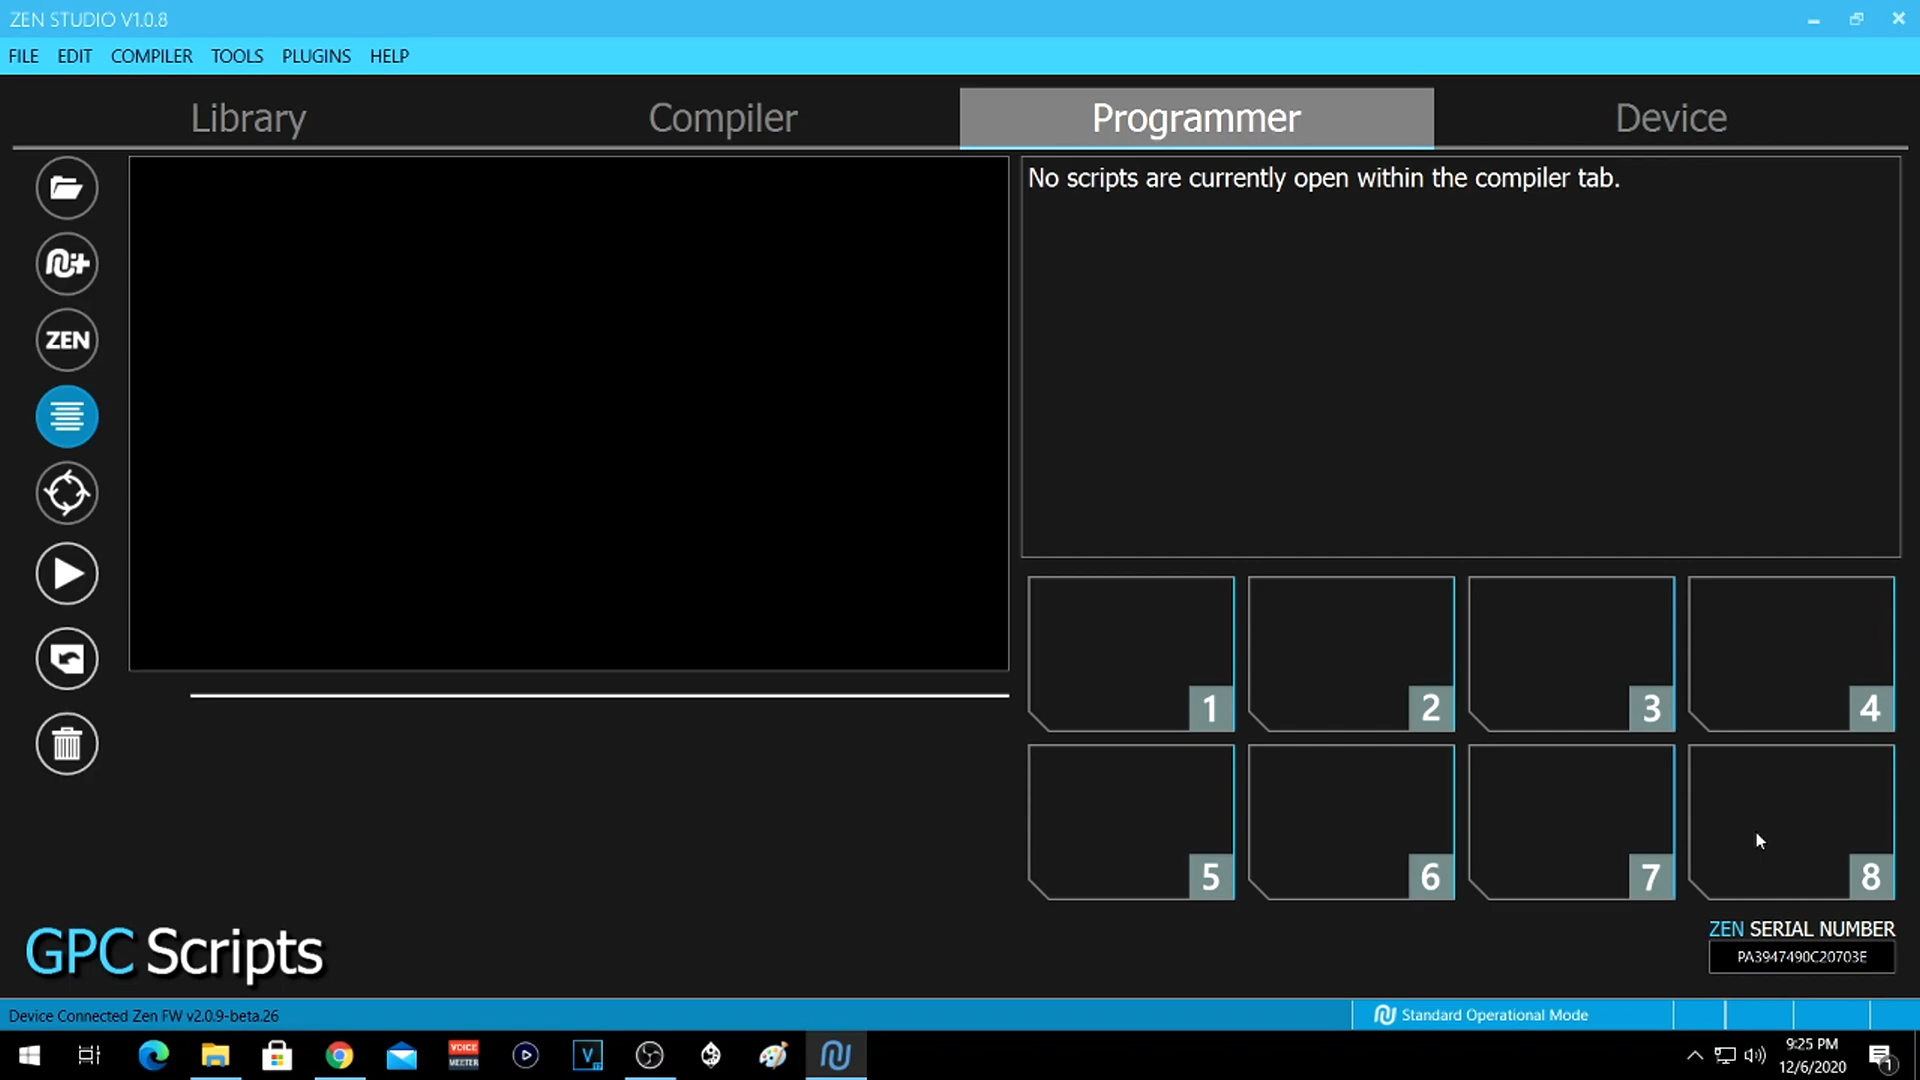 ZEN STUDIO V1.0.8
FILE EDIT COMPILER TOOLS PLUGINS HELP
Library Compiler Programmer Device
No scripts are currently open within the compiler tab.
ZEN
1 2 3 4
5 6 7 8
GPC Scripts
ZEN SERIAL NUMBER
PA3947490C20703E
Device Connected Zen FW v2.0.9-beta.26
Standard Operational Mode
VOICE
MEETER
V
9:25 PM
12/6/2020
1